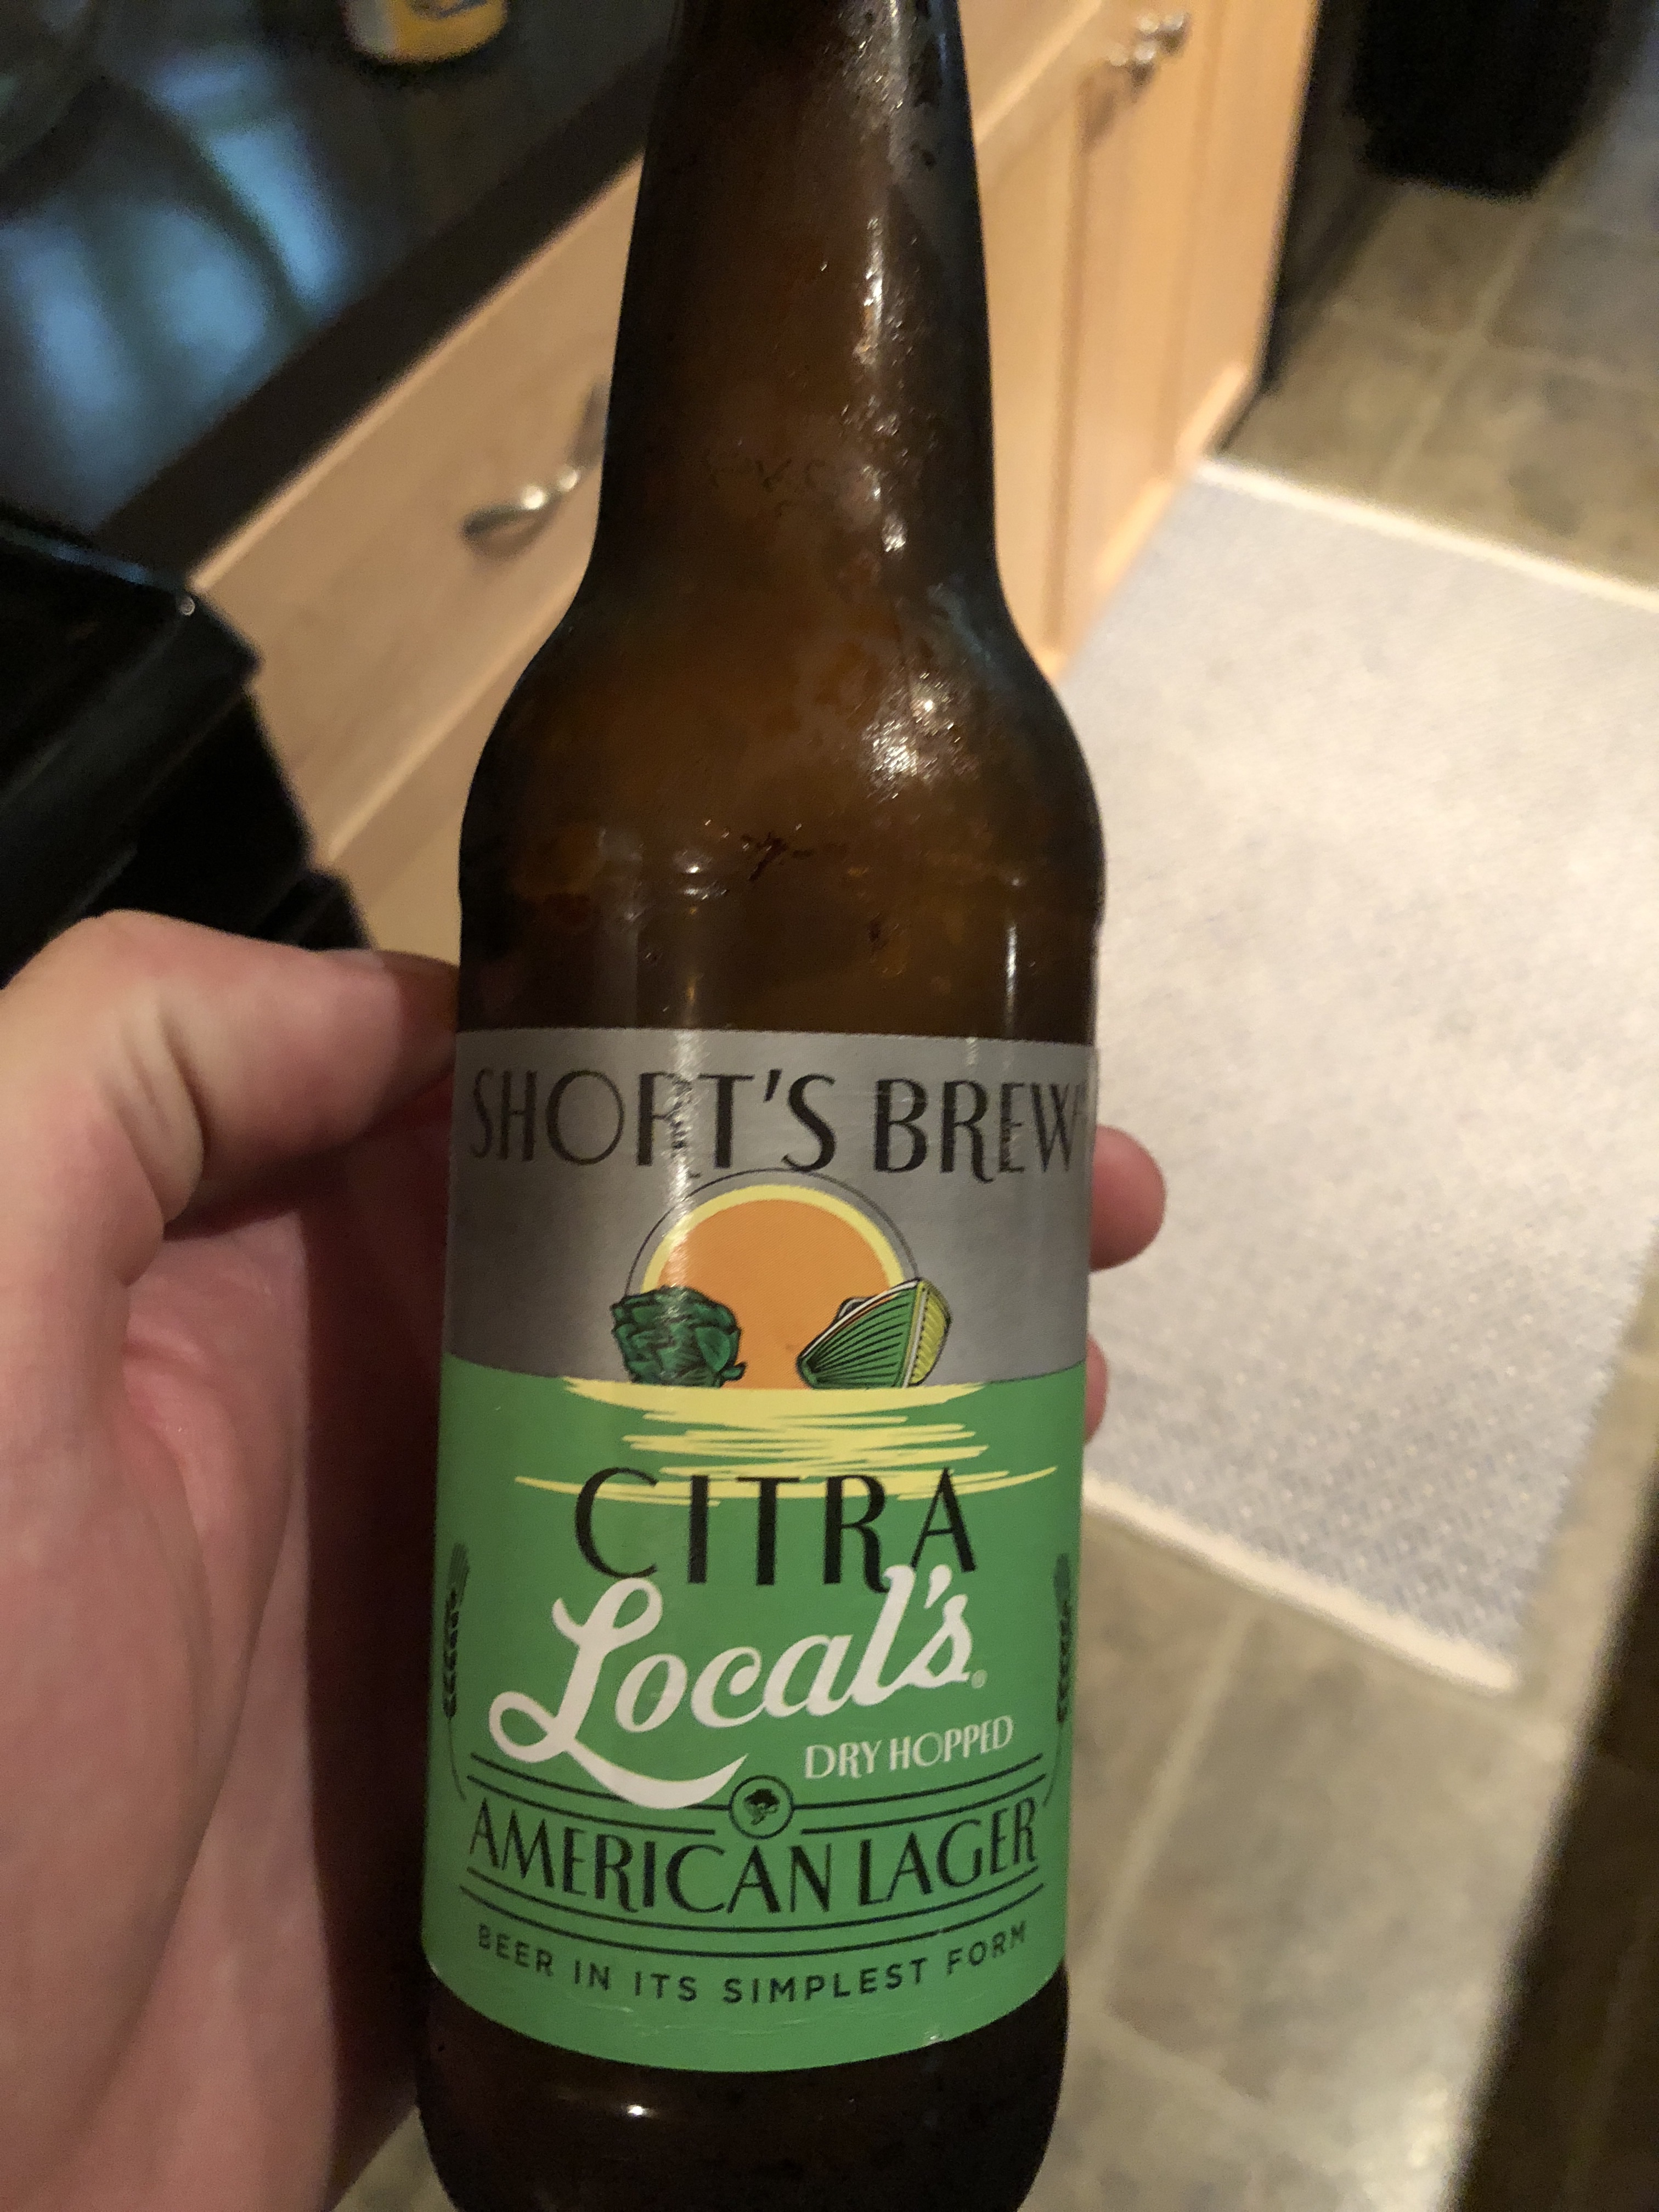 SHORT'S BREW
CITRA
Local's®
DRY HOPPED
AMERICAN LAGER
BEER IN ITS SIMPLEST FORM